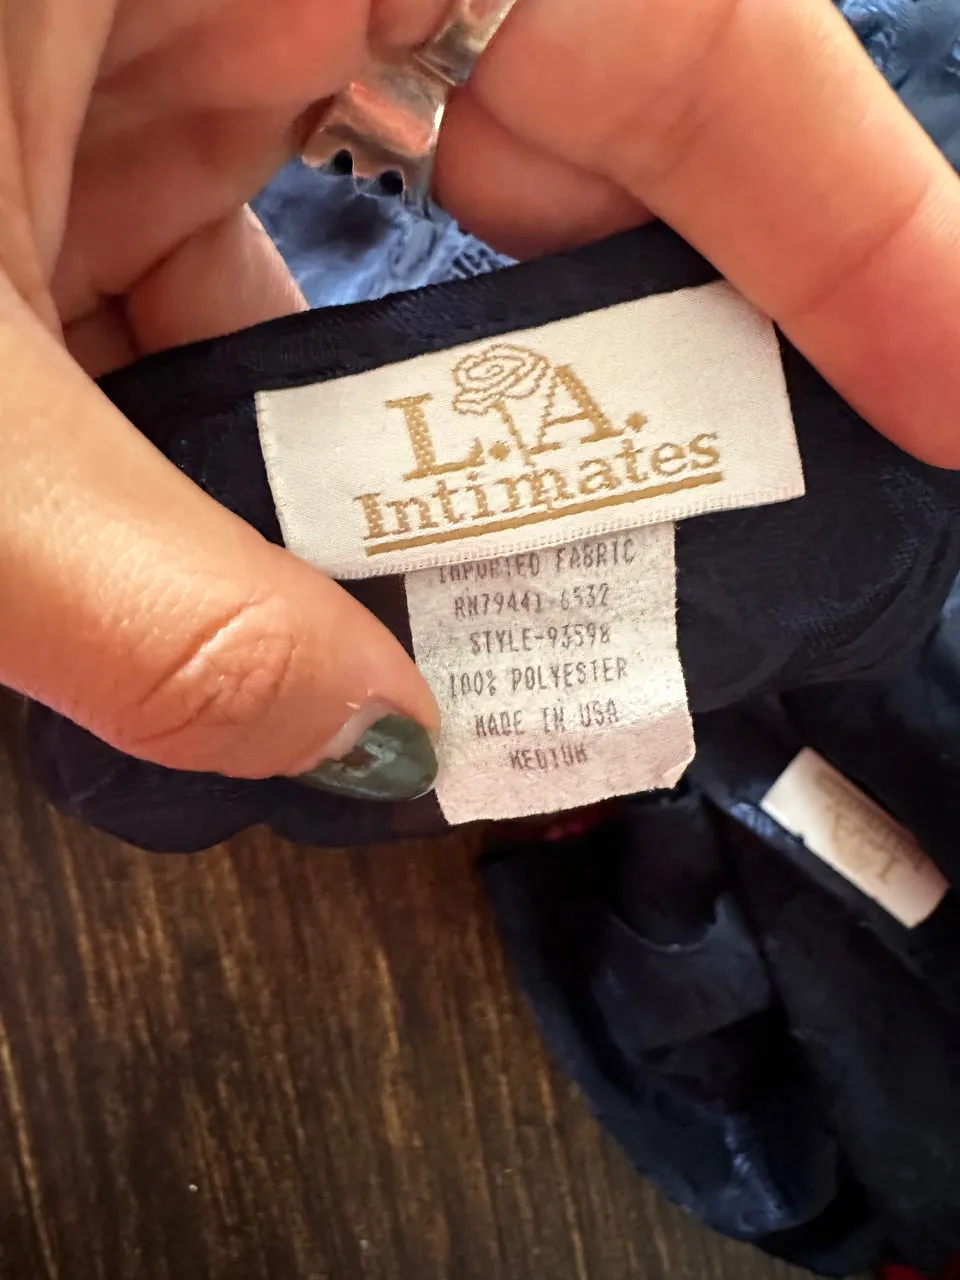 L.A.
Intimates
IMPORTED FABRIC
RN79441-6532
STYLE-93598
100% POLYESTER
MADE IN USA
MEDIUM
L.A.